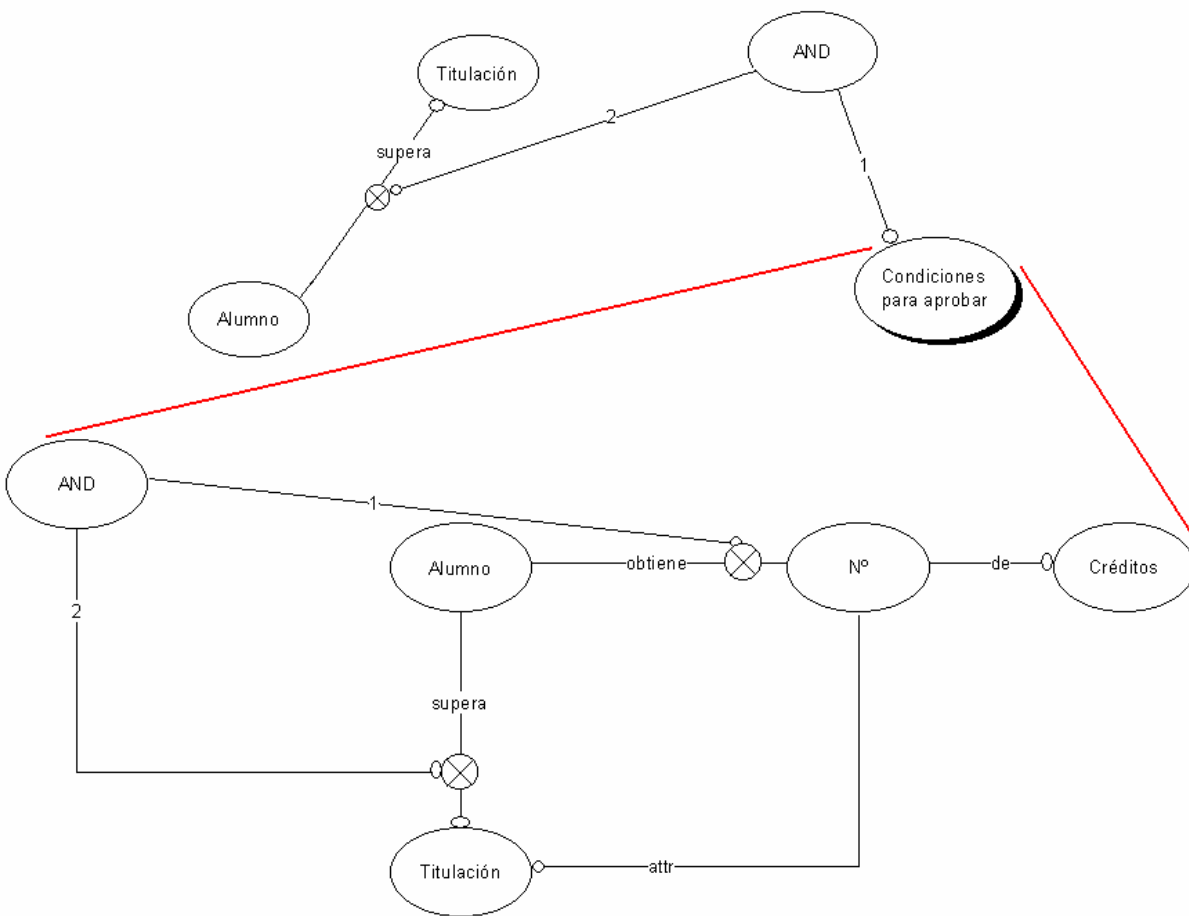 AND
Titulación
2
supera
1
Condiciones
para aprobar
Alumno
AND
1
Alumno
obtiene
Nº
de
Créditos
2
supera
Titulación
attr